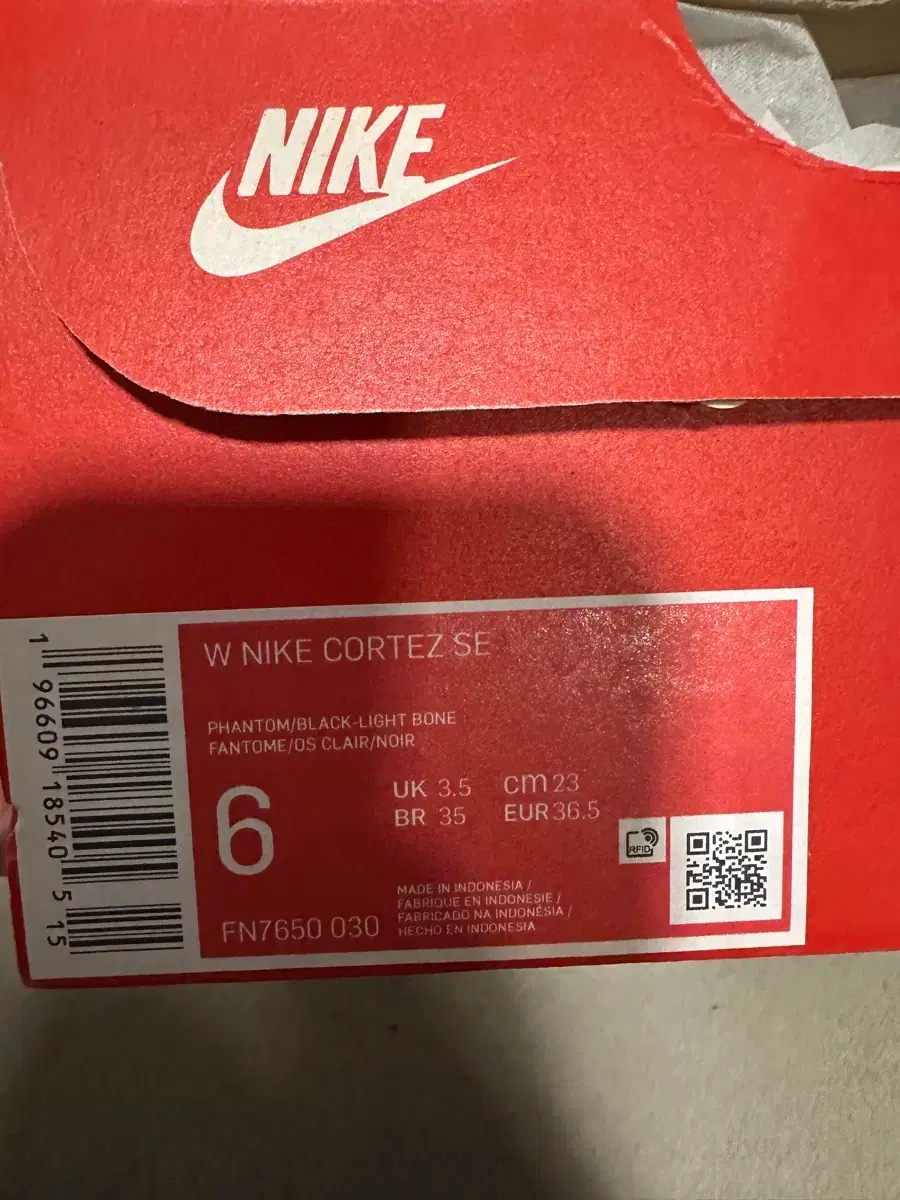 NIKE
W NIKE CORTEZ SE
PHANTOM/BLACK-LIGHT BONE
FANTOME/OS CLAIR/NOIR
6
UK 3.5 cm 23
BR 35 EUR 36.5
RFID
FN7650 030
MADE IN INDONESIA /
FABRIQUE EN INDONESIE /
FABRICADO NA INDONÉSIA /
HECHO EN INDONESIA
1 96609 18540 5 15